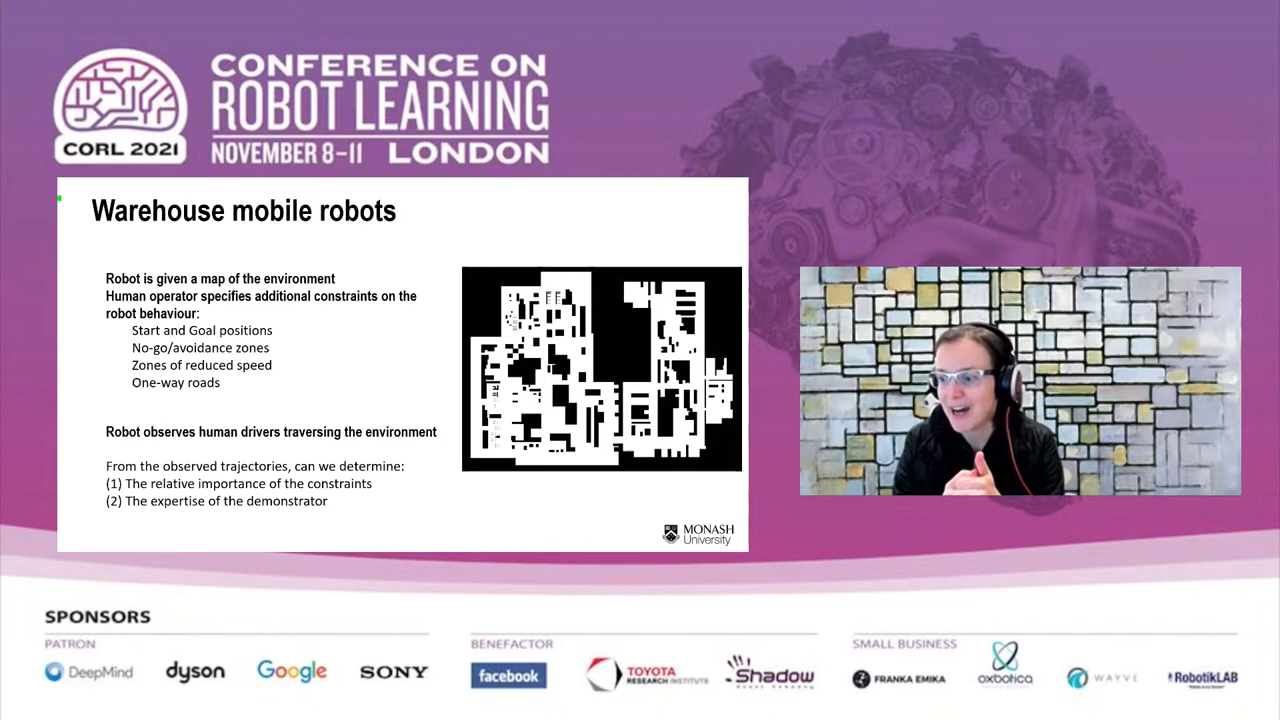 CONFERENCE ON
ROBOT LEARNING
NOVEMBER 8–11 LONDON
CORL 2021
Warehouse mobile robots
Robot is given a map of the environment
Human operator specifies additional constraints on the
robot behaviour:
Start and Goal positions
No-go/avoidance zones
Zones of reduced speed
One-way roads
Robot observes human drivers traversing the environment
From the observed trajectories, can we determine:
(1) The relative importance of the constraints
(2) The expertise of the demonstrator
MONASH
University
SPONSORS
PATRON
DeepMind
dyson
Google
SONY
BENEFACTOR
facebook
TOYOTA
RESEARCH INSTITUTE
Shadow
Robot Company
SMALL BUSINESS
FRANKA EMIKA
oxbotica
WAYVE
RobotikLAB